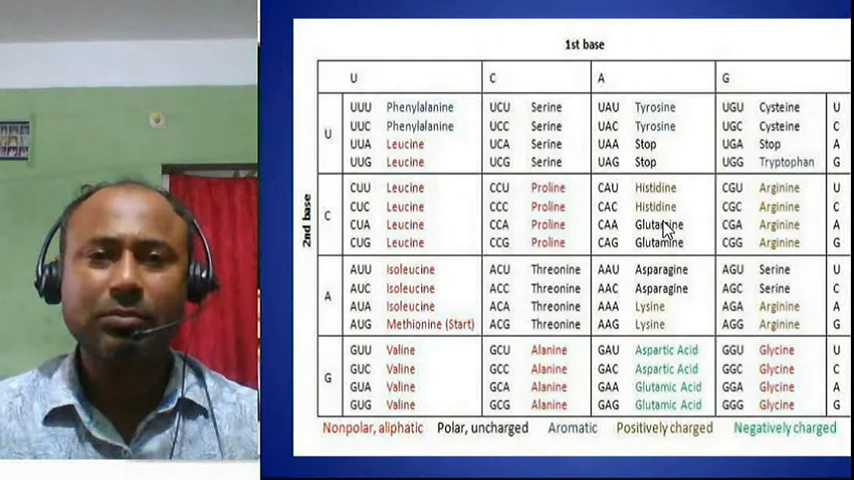 1st base
U C A G
UUU Phenylalanine UCU Serine UAU Tyrosine UGU Cysteine U
UUC Phenylalanine UCC Serine UAC Tyrosine UGC Cysteine C
U
UUA Leucine UCA Serine UAA Stop UGA Stop A
UUG Leucine UCG Serine UAG Stop UGG Tryptophan G
CUU Leucine CCU Proline CAU Histidine CGU Arginine U
CUC Leucine CCC Proline CAC Histidine CGC Arginine C
2nd base
C
CUA Leucine CCA Proline CAA Glutamine CGA Arginine A
CUG Leucine CCG Proline CAG Glutamine CGG Arginine G
AUU Isoleucine ACU Threonine AAU Asparagine AGU Serine U
AUC Isoleucine ACC Threonine AAC Asparagine AGC Serine C
A
AUA Isoleucine ACA Threonine AAA Lysine AGA Arginine A
AUG Methionine (Start) ACG Threonine AAG Lysine AGG Arginine G
GUU Valine GCU Alanine GAU Aspartic Acid GGU Glycine U
GUC Valine GCC Alanine GAC Aspartic Acid GGC Glycine C
G
GUA Valine GCA Alanine GAA Glutamic Acid GGA Glycine A
GUG Valine GCG Alanine GAG Glutamic Acid GGG Glycine G
Nonpolar, aliphatic Polar, uncharged Aromatic Positively charged Negatively charged